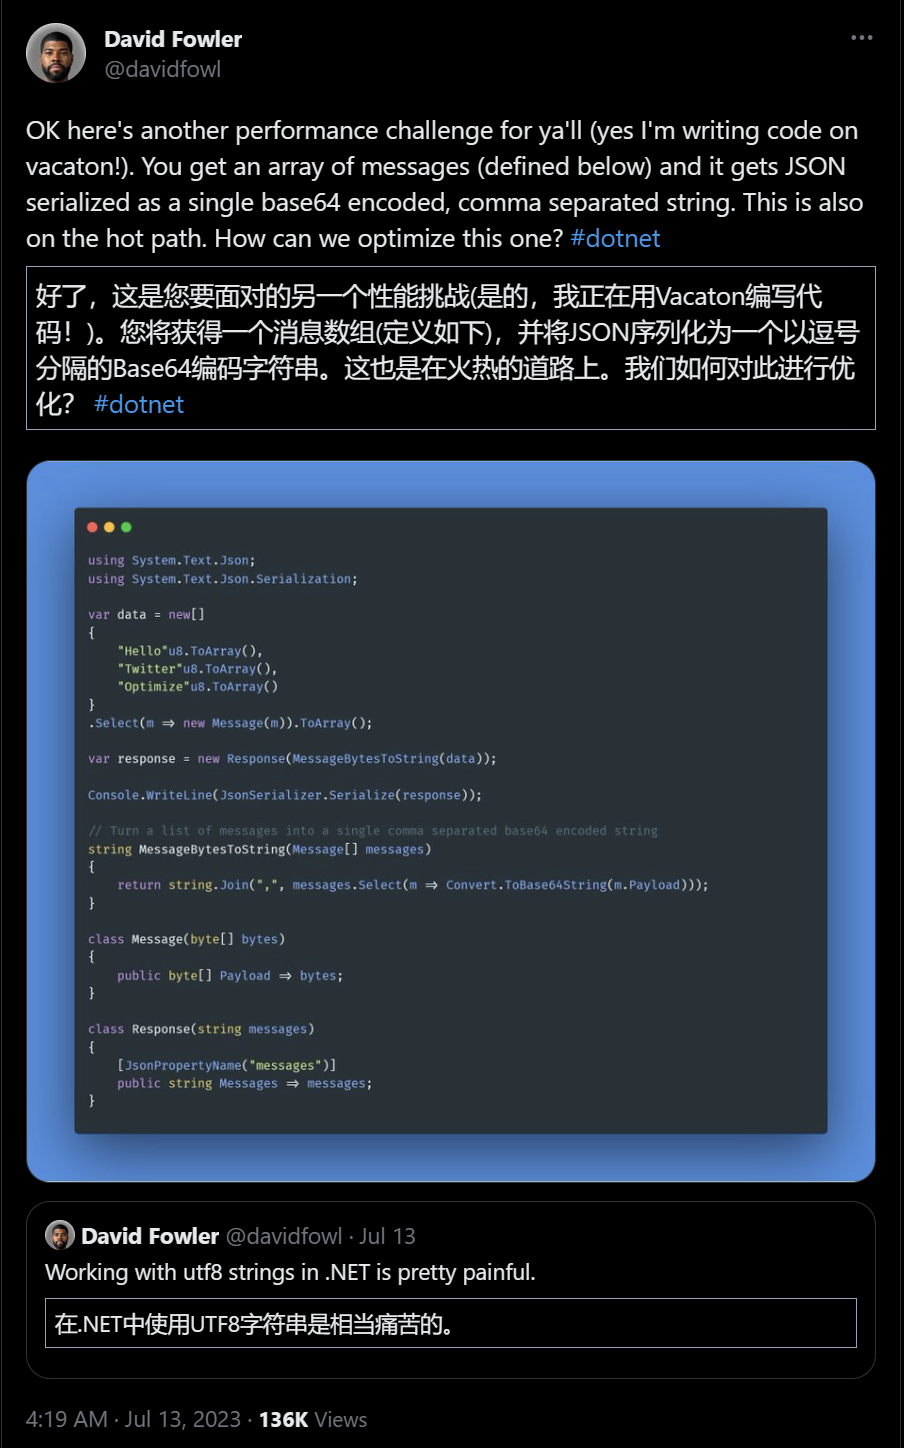 David Fowler
@davidfowl
OK here's another performance challenge for ya'll (yes I'm writing code on
vacaton!). You get an array of messages (defined below) and it gets JSON
serialized as a single base64 encoded, comma separated string. This is also
on the hot path. How can we optimize this one? #dotnet
好了，这是您要面对的另一个性能挑战(是的，我正在用Vacaton编写代
码！)。您将获得一个消息数组(定义如下)，并将JSON序列化为一个以逗号
分隔的Base64编码字符串。这也是在火热的道路上。我们如何对此进行优
化？ #dotnet
using System.Text.Json;
using System.Text.Json.Serialization;
var data = new[]
{
"Hello"u8.ToArray(),
"Twitter"u8.ToArray(),
"Optimize"u8.ToArray()
}
.Select(m => new Message(m)).ToArray();
var response = new Response(MessageBytesToString(data));
Console.WriteLine(JsonSerializer.Serialize(response));
// Turn a list of messages into a single comma separated base64 encoded string
string MessageBytesToString(Message[] messages)
{
return string.Join(",", messages.Select(m => Convert.ToBase64String(m.Payload)));
}
class Message(byte[] bytes)
{
public byte[] Payload => bytes;
}
class Response(string messages)
{
[JsonPropertyName("messages")]
public string Messages => messages;
}
David Fowler @davidfowl · Jul 13
Working with utf8 strings in .NET is pretty painful.
在.NET中使用UTF8字符串是相当痛苦的。
4:19 AM · Jul 13, 2023 · 136K Views